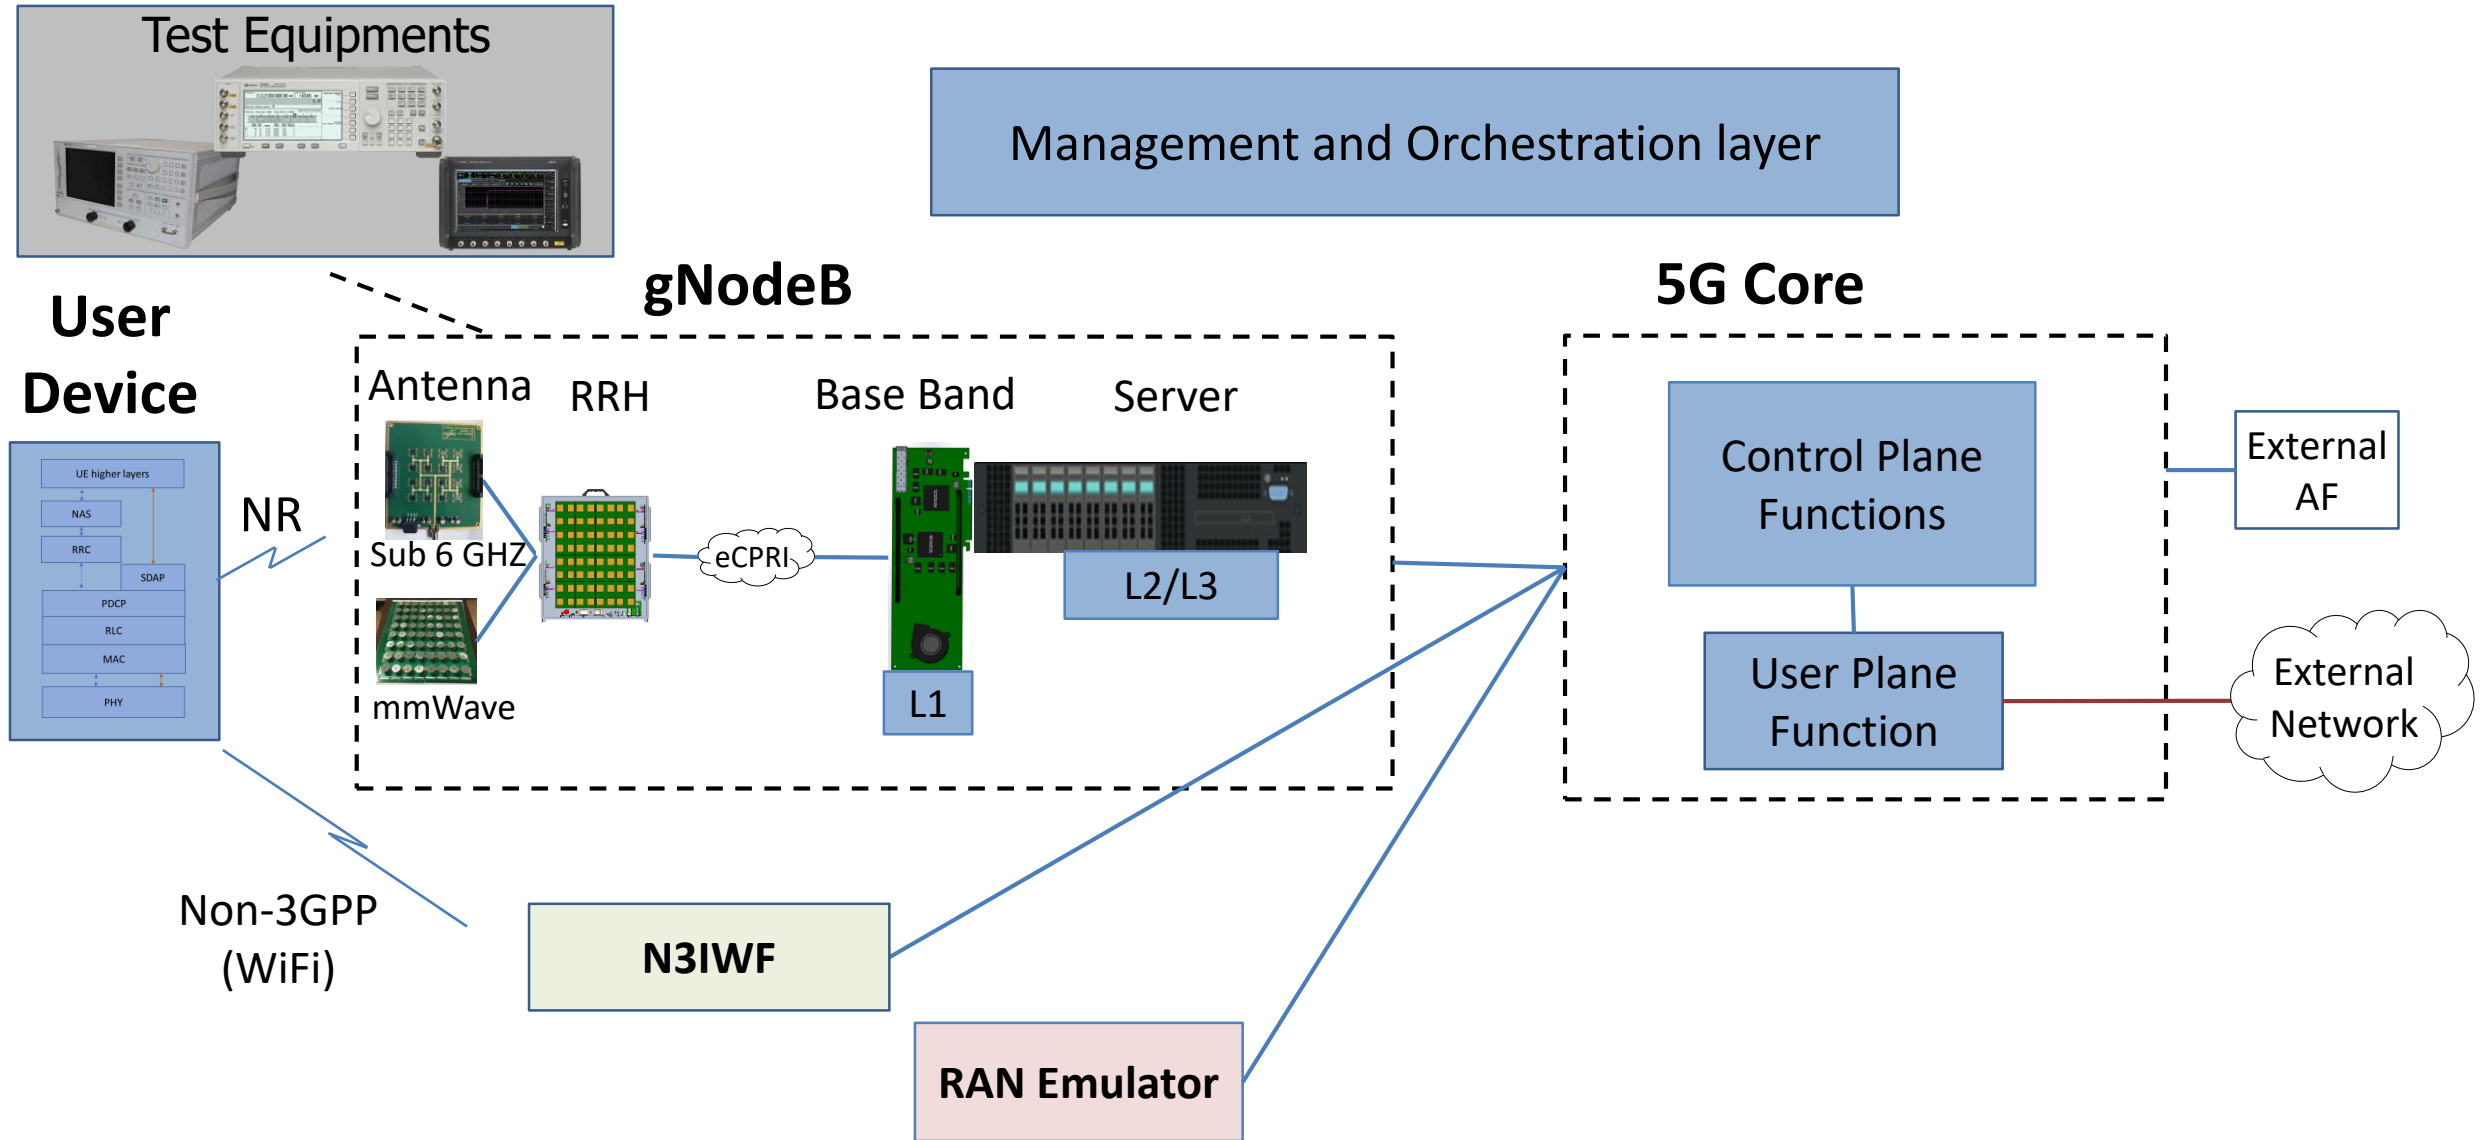 Test Equipments
Management and Orchestration layer
gNodeB
5G Core
User
Device
Antenna
RRH
Base Band
Server
UE higher layers
NAS
RRC
SDAP
PDCP
RLC
MAC
PHY
NR
Sub 6 GHZ
mmWave
eCPRI
L2/L3
L1
Control Plane
Functions
User Plane
Function
External
AF
External
Network
Non-3GPP
(WiFi)
N3IWF
RAN Emulator